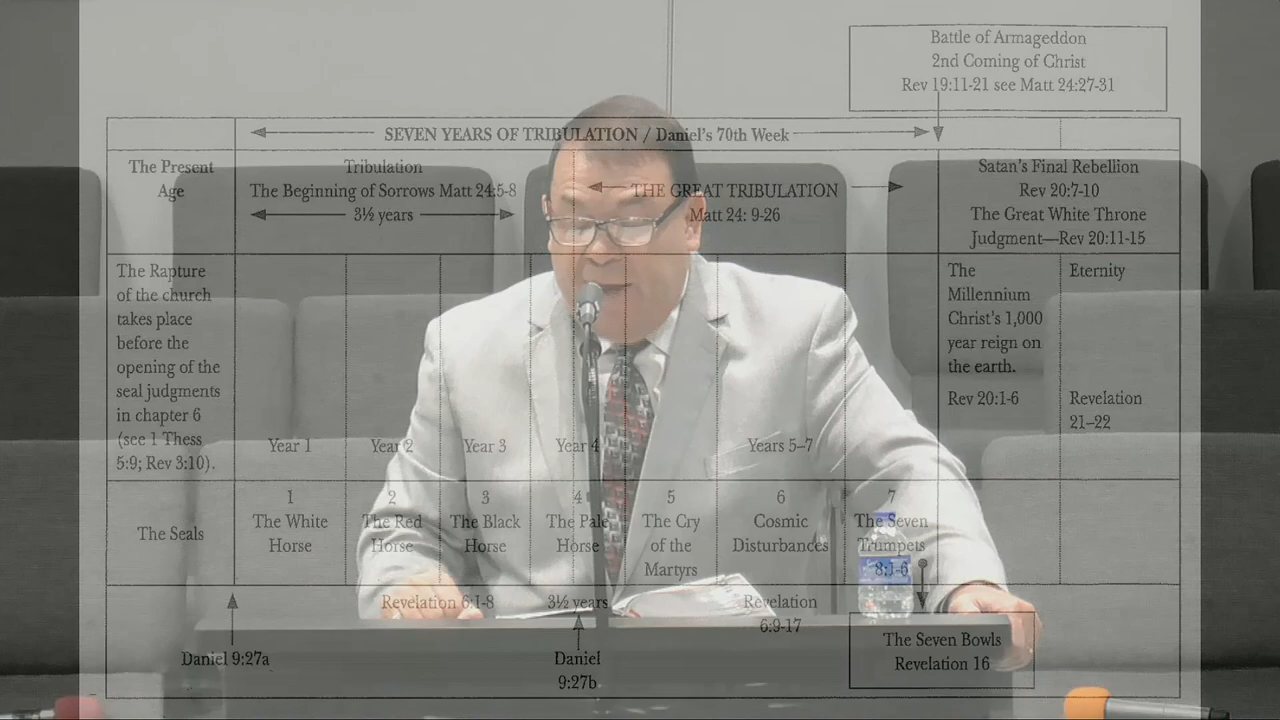 Battle of Armageddon
2nd Coming of Christ
Rev 19:11-21 see Matt 24:27-31
SEVEN YEARS OF TRIBULATION / Daniel's 70th Week
The Present
Age
Tribulation
The Beginning of Sorrows Matt 24:5-8
3½ years
THE GREAT TRIBULATION
Matt 24: 9-26
Satan's Final Rebellion
Rev 20:7-10
The Great White Throne
Judgment—Rev 20:11-15
The Rapture
of the church
takes place
before the
opening of the
seal judgments
in chapter 6
(see 1 Thess
5:9; Rev 3:10).
Year 1
Year 2
Year 3
Year 4
Years 5–7
The
Millennium
Christ's 1,000
year reign on
the earth.
Rev 20:1-6
Eternity
Revelation
21–22
The Seals
1
The White
Horse
2
The Red
Horse
3
The Black
Horse
4
The Pale
Horse
5
The Cry
of the
Martyrs
6
Cosmic
Disturbances
7
The Seven
Trumpets
8:1-6
Revelation 6:1-8
3½ years
Revelation
6:9-17
Daniel 9:27a
Daniel
9:27b
The Seven Bowls
Revelation 16